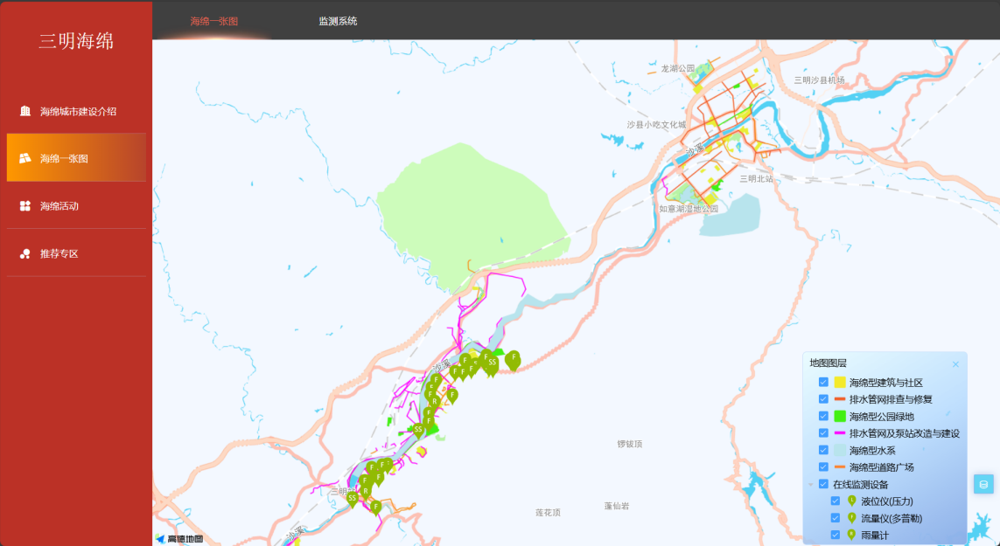 三明海绵
海绵城市建设介绍
海绵一张图
海绵活动
推荐专区
海绵一张图
监测系统
龙湖公园
三明沙县机场
沙县小吃文化城
沙溪
三明北站
如意湖湿地公园
沙溪
F
F
F
F
F
SS
F
F
F
R
F
F
F
SS
F
F
F
R
SS
F
三明
沙溪
锣钹顶
莲花顶
蓬仙岩
高德地图
地图图层
海绵型建筑与社区
排水管网排查与修复
海绵型公园绿地
排水管网及泵站改造与建设
海绵型水系
海绵型道路广场
在线监测设备
液位仪(压力)
流量仪(多普勒)
雨量计